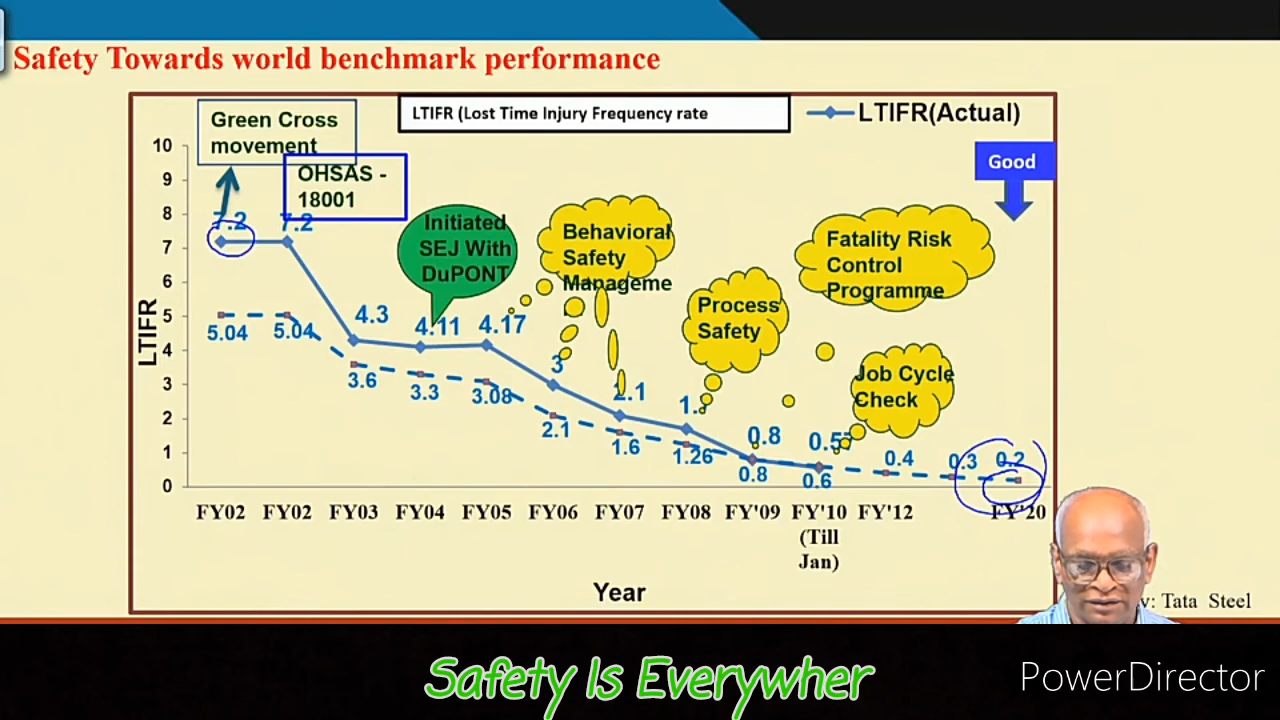 Safety Towards world benchmark performance
Green Cross
movement
LTIFR (Lost Time Injury Frequency rate
LTIFR(Actual)
OHSAS -
18001
Good
Initiated
SEJ With
DuPONT
Behavioral
Safety
Manageme
Process
Safety
Fatality Risk
Control
Programme
Job Cycle
Check
LTIFR
10
9
8
7
6
5
4
3
2
1
0
7.2
7.2
4.3
4.11
4.17
3
2.1
0.8
5.04
5.04
3.6
3.3
3.08
2.1
1.6
1.26
0.8
0.6
0.4
0.3
0.2
FY02 FY02 FY03 FY04 FY05 FY06 FY07 FY08 FY'09 FY'10 FY'12 FY'20
(Till
Jan)
Year
Tata Steel
Safety Is Everywher
PowerDirector